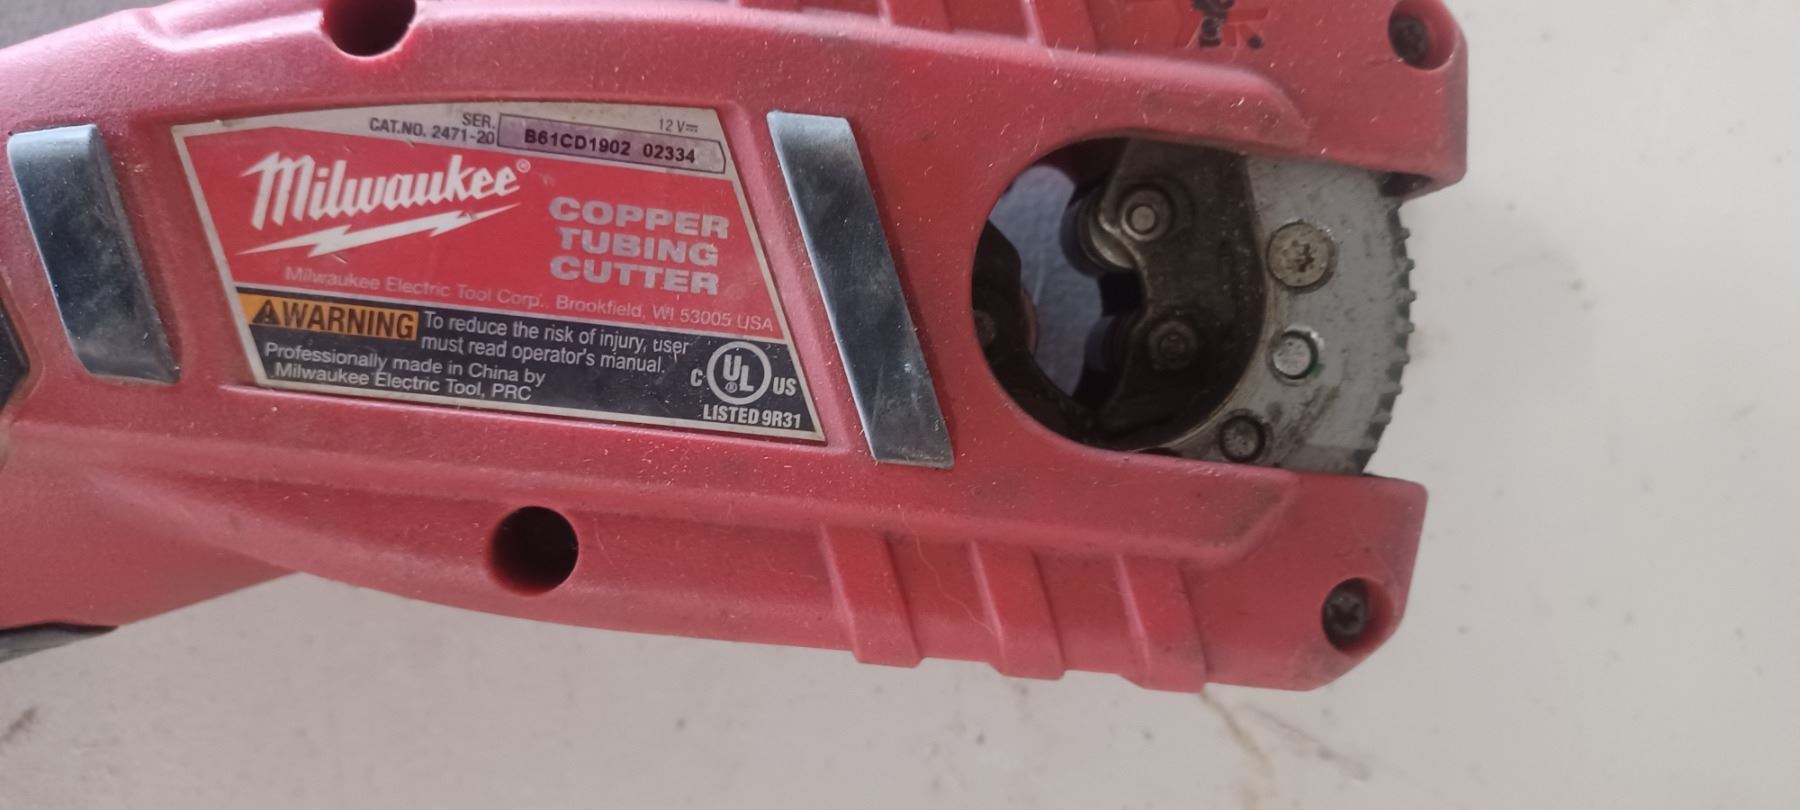 SER.
CAT.NO. 2471-20
B61CD1902 02334
12 V⎓
Milwaukee®
COPPER
TUBING
CUTTER
Milwaukee Electric Tool Corp., Brookfield, WI 53005 USA
WARNING
To reduce the risk of injury, user
must read operator's manual.
Professionally made in China by
Milwaukee Electric Tool, PRC
C UL® US
LISTED 9R31